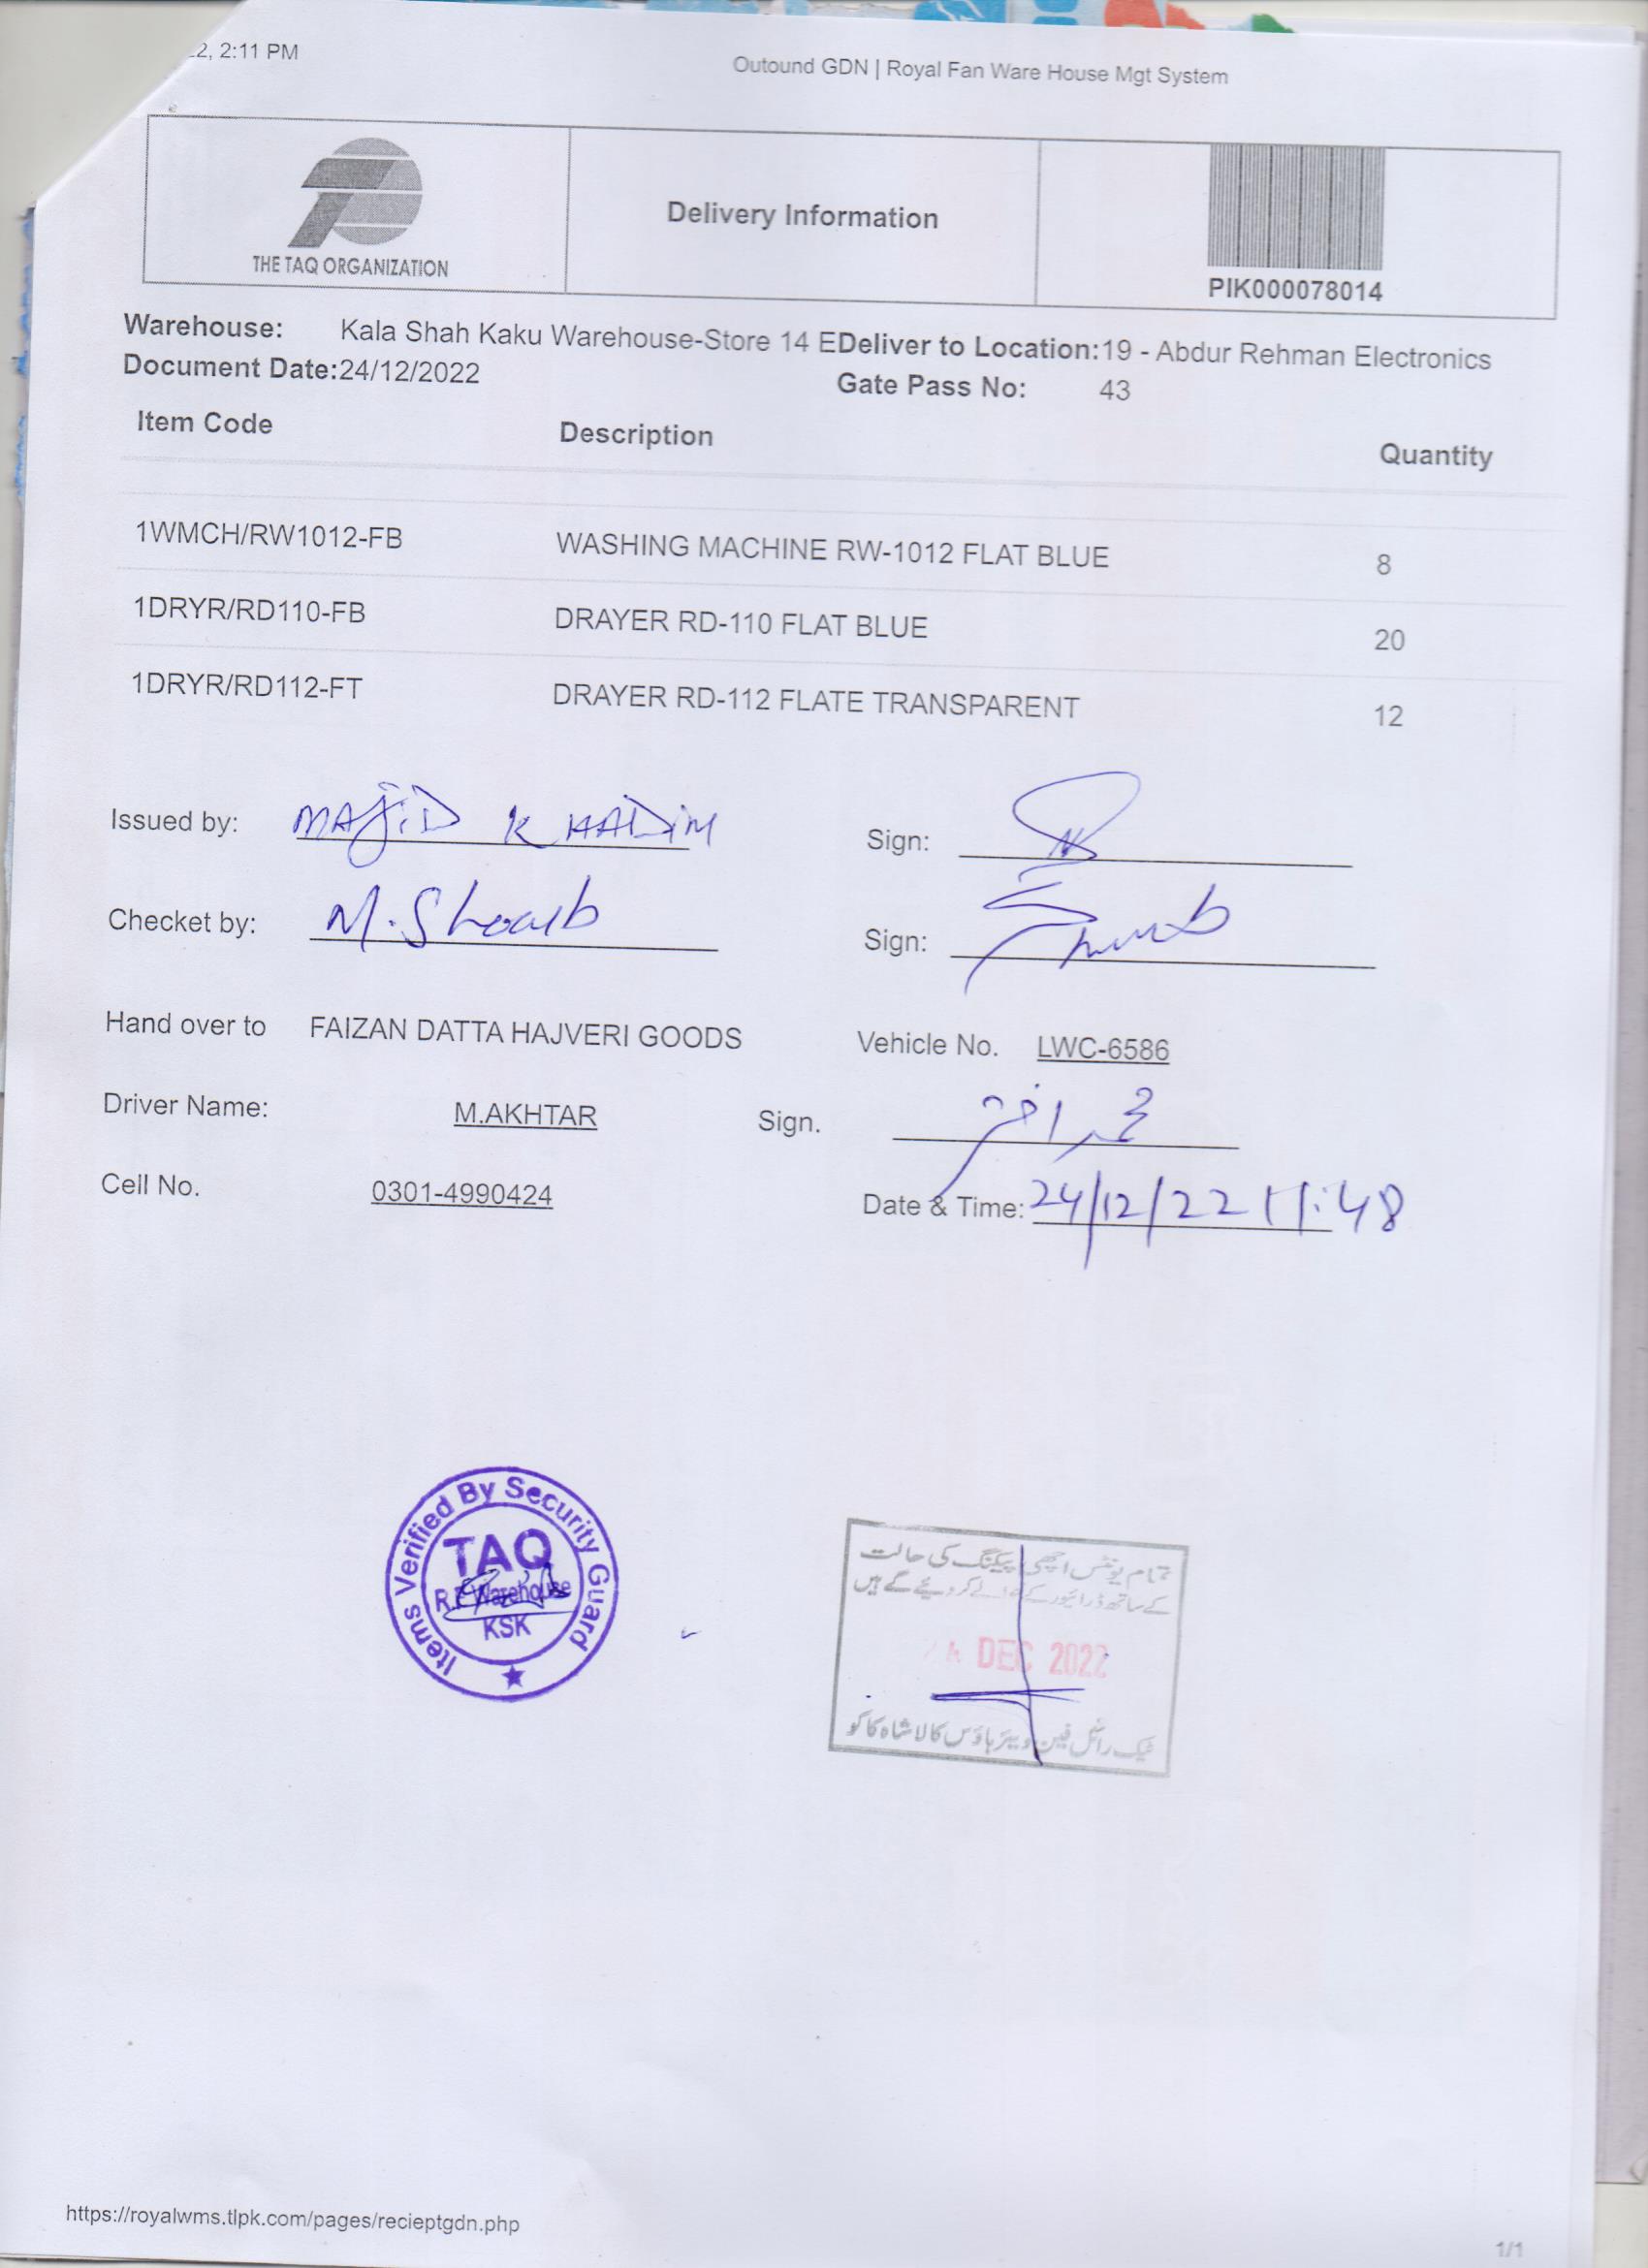 2, 2:11 PM
Outound GDN | Royal Fan Ware House Mgt System
THE TAQ ORGANIZATION
Delivery Information
PIK000078014
Warehouse: Kala Shah Kaku Warehouse-Store 14 E Deliver to Location: 19 - Abdur Rehman Electronics
Document Date: 24/12/2022 Gate Pass No: 43
Item Code Description Quantity
1WMCH/RW1012-FB WASHING MACHINE RW-1012 FLAT BLUE 8
1DRYR/RD110-FB DRAYER RD-110 FLAT BLUE 20
1DRYR/RD112-FT DRAYER RD-112 FLATE TRANSPARENT 12
Issued by: MAJID KHADIM Sign:
Checket by: M. Shoaib Sign:
Hand over to FAIZAN DATTA HAJVERI GOODS Vehicle No. LWC-6586
Driver Name: M.AKHTAR Sign. محمد اختر
Cell No. 0301-4990424 Date & Time: 24/12/22 11:48
Items Verified By Security Guard
TAQ
R.F Warehouse
KSK
تمام یونٹس اچھی پیکنگ کی حالت
کے ساتھ ڈرائیور کے حوالے کر دیئے گئے ہیں
24 DEC 2022
ٹیک رائل فین ویئر ہاؤس کالا شاہ کاکو
https://royalwms.tlpk.com/pages/recieptgdn.php
1/1